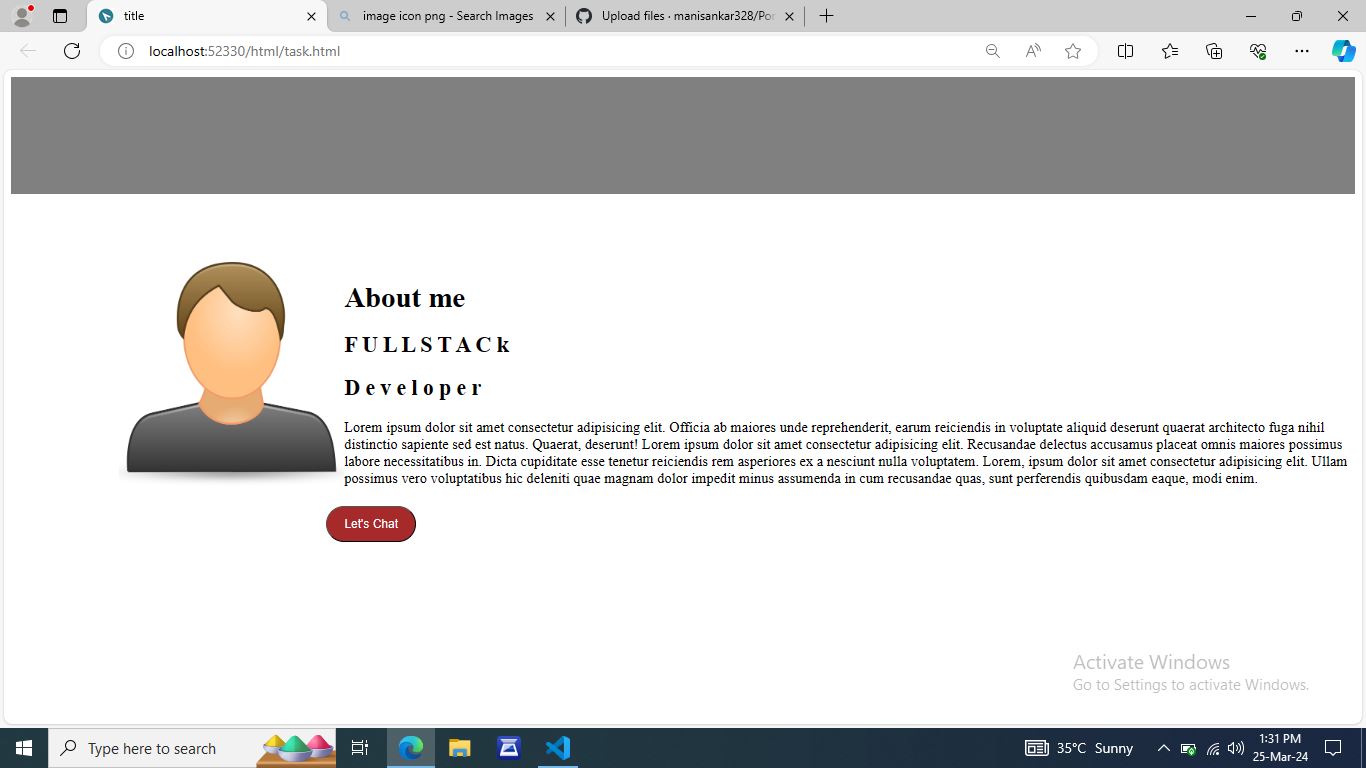 title
image icon png - Search Images
Upload files · manisankar328/Por
localhost:52330/html/task.html
About me
F U L L S T A C k
D e v e l o p e r
Lorem ipsum dolor sit amet consectetur adipisicing elit. Officia ab maiores unde reprehenderit, earum reiciendis in voluptate aliquid deserunt quaerat architecto fuga nihil
distinctio sapiente sed est natus. Quaerat, deserunt! Lorem ipsum dolor sit amet consectetur adipisicing elit. Recusandae delectus accusamus placeat omnis maiores possimus
labore necessitatibus in. Dicta cupiditate esse tenetur reiciendis rem asperiores ex a nesciunt nulla voluptatem. Lorem, ipsum dolor sit amet consectetur adipisicing elit. Ullam
possimus vero voluptatibus hic deleniti quae magnam dolor impedit minus assumenda in cum recusandae quas, sunt perferendis quibusdam eaque, modi enim.
Let's Chat
Activate Windows
Go to Settings to activate Windows.
Type here to search
35°C Sunny
1:31 PM
25-Mar-24